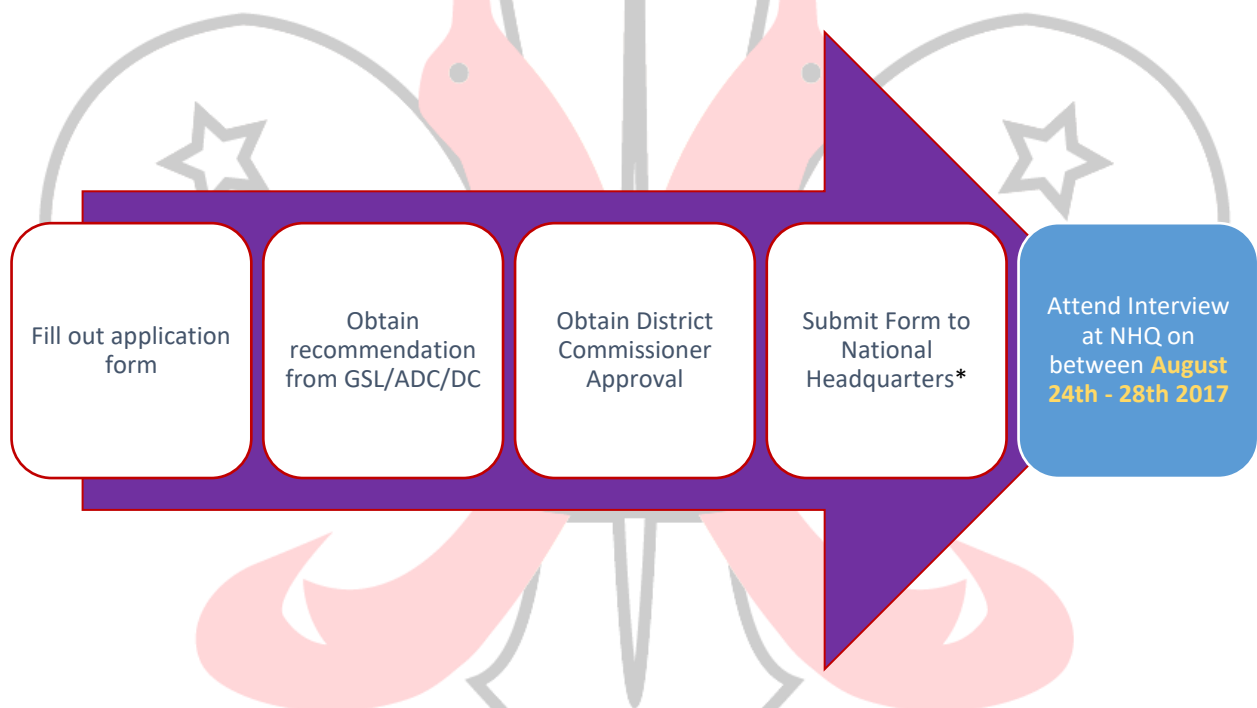 Fill out application
form
Obtain
recommendation
from GSL/ADC/DC
Obtain District
Commissioner
Approval
Submit Form to
National
Headquarters*
Attend Interview
at NHQ on
between August
24th - 28th 2017